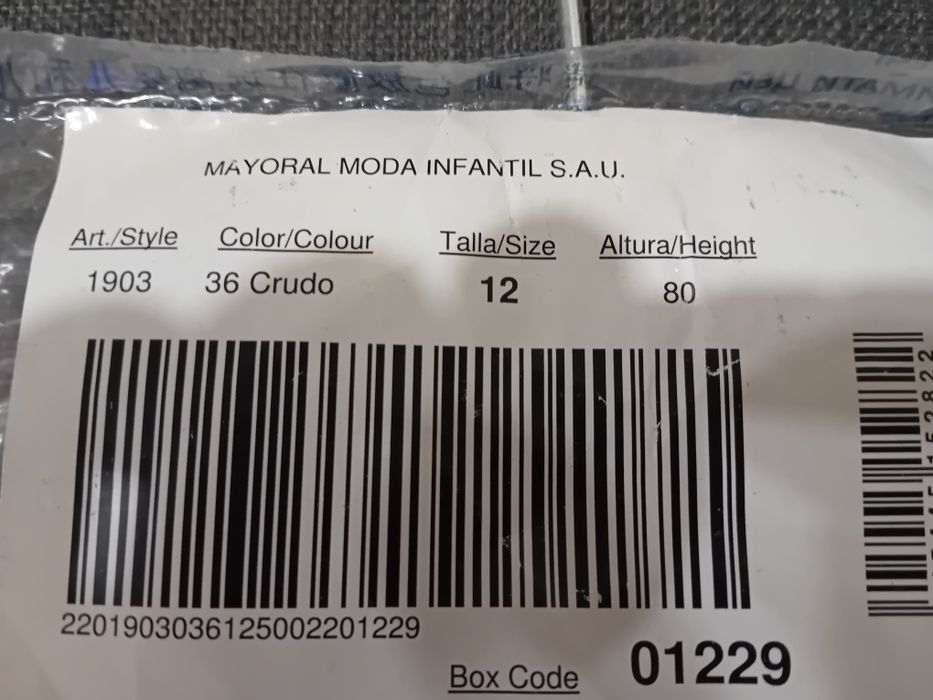 MAYORAL MODA INFANTIL S.A.U.
Art./Style Color/Colour Talla/Size Altura/Height
1903 36 Crudo 12 80
2201903036125002201229
Box Code 01229